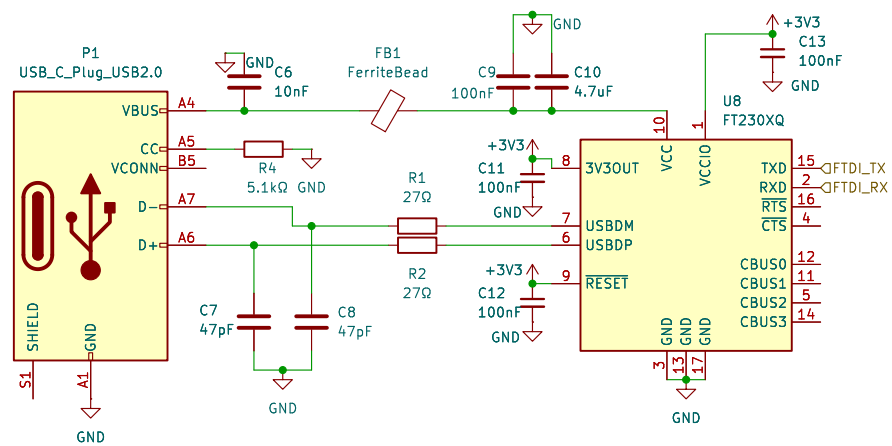 P1
USB_C_Plug_USB2.0
VBUS
A4
CC
A5
VCONN
B5
D-
A7
D+
A6
SHIELD
S1
GND
A1
GND
GND
C6
10nF
FB1
FerriteBead
R4
5.1kΩ
GND
R1
27Ω
R2
27Ω
C7
47pF
C8
47pF
GND
GND
C9
100nF
C10
4.7uF
+3V3
C11
100nF
GND
+3V3
C12
100nF
GND
+3V3
C13
100nF
GND
U8
FT230XQ
10
VCC
1
VCCIO
8
3V3OUT
7
USBDM
6
USBDP
9
RESET
TXD
15
FTDI_TX
RXD
2
FTDI_RX
RTS
16
CTS
4
CBUS0
12
CBUS1
11
CBUS2
5
CBUS3
14
GND
GND
GND
3
13
17
GND